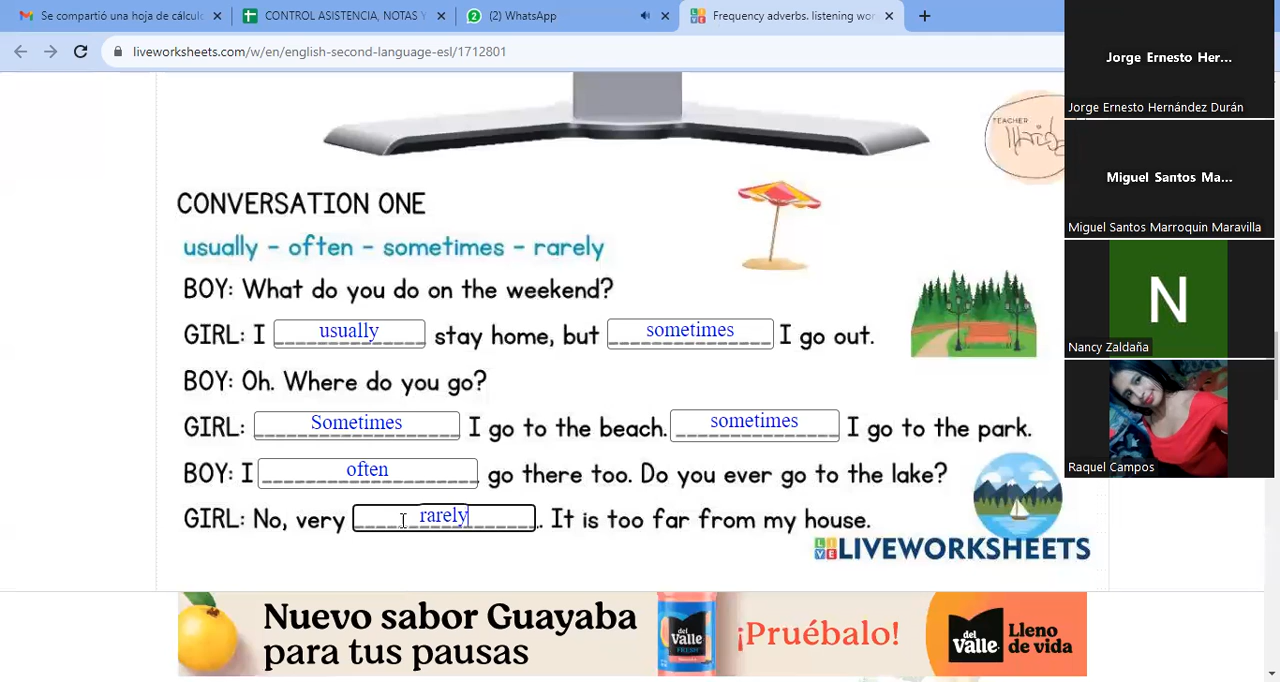 Se compartió una hoja de cálcul
CONTROL ASISTENCIA, NOTAS Y
(2) WhatsApp
Frequency adverbs. listening wor
liveworksheets.com/w/en/english-second-language-esl/1712801
Jorge Ernesto Her...
Jorge Ernesto Hernández Durán
Miguel Santos Ma...
Miguel Santos Marroquin Maravilla
N
Nancy Zaldaña
Raquel Campos
TEACHER
CONVERSATION ONE
usually - often - sometimes - rarely
BOY: What do you do on the weekend?
GIRL: I usually stay home, but sometimes I go out.
BOY: Oh. Where do you go?
GIRL: Sometimes I go to the beach. sometimes I go to the park.
BOY: I often go there too. Do you ever go to the lake?
GIRL: No, very rarely. It is too far from my house.
LIVE LIVEWORKSHEETS
Nuevo sabor Guayaba
para tus pausas
del Valle
FRESH
¡Pruébalo!
del Valle
Lleno
de vida